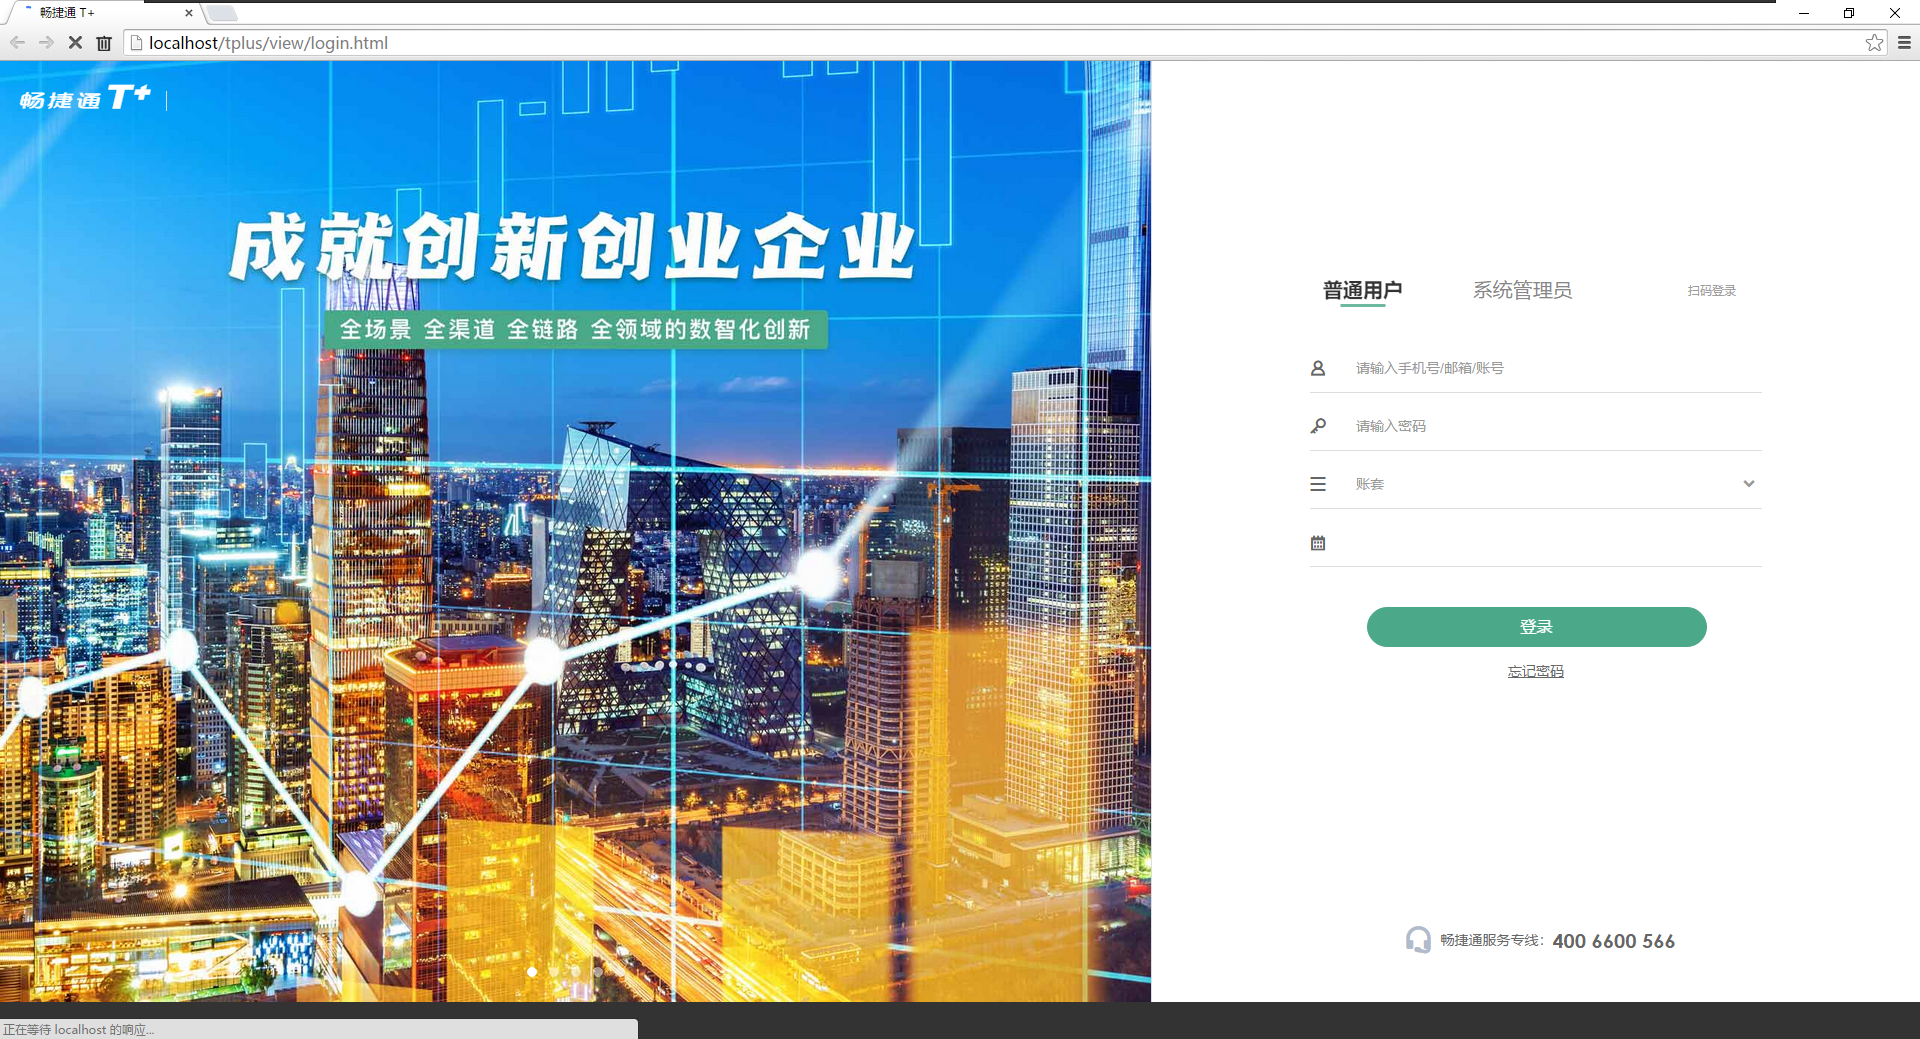 畅捷通 T+
localhost/tplus/view/login.html
畅捷通 T+
成就创新创业企业
全场景 全渠道 全链路 全领域的数智化创新
普通用户
系统管理员
扫码登录
请输入手机号/邮箱/账号
请输入密码
账套
登录
忘记密码
畅捷通服务专线: 400 6600 566
正在等待 localhost 的响应...